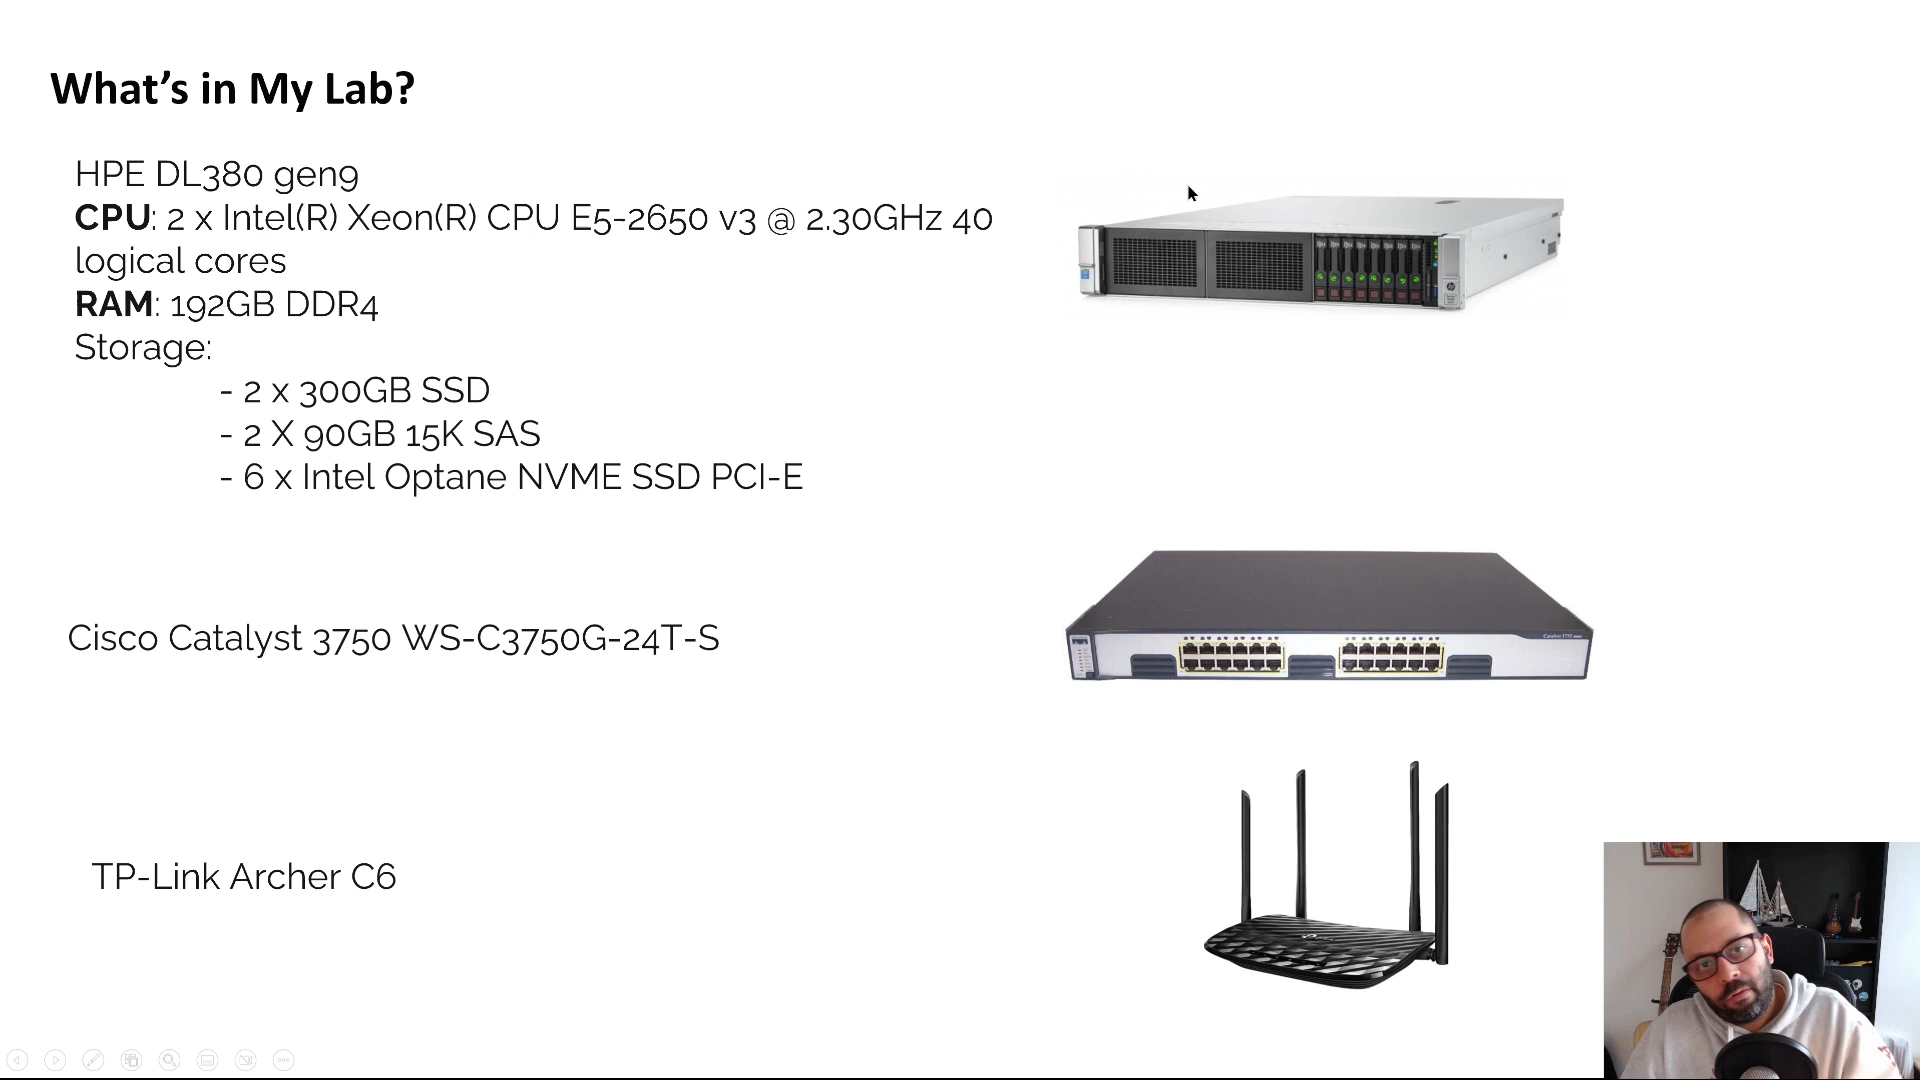 What's in My Lab?
HPE DL380 gen9
CPU: 2 x Intel(R) Xeon(R) CPU E5-2650 v3 @ 2.30GHz 40
logical cores
RAM: 192GB DDR4
Storage:
- 2 x 300GB SSD
- 2 X 90GB 15K SAS
- 6 x Intel Optane NVME SSD PCI-E
Cisco Catalyst 3750 WS-C3750G-24T-S
Catalyst 3750
TP-Link Archer C6